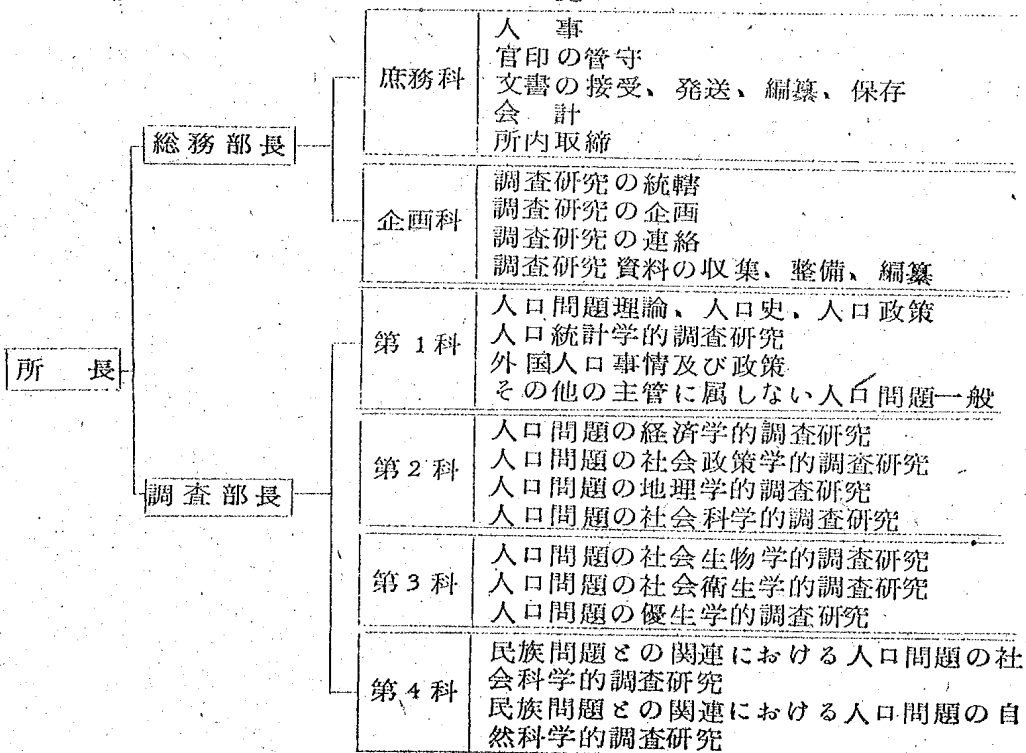 庶務科
人　事
官印の管守
文書の接受、発送、編纂、保存
会　計
所内取締
総務部長
企画科
調査研究の統轄
調査研究の企画
調査研究の連絡
調査研究資料の収集、整備、編纂
所　長
第1科
人口問題理論、人口史、人口政策
人口統計学的調査研究
外国人口事情及び政策
その他の主管に属しない人口問題一般
第2科
人口問題の経済学的調査研究
人口問題の社会政策学的調査研究
人口問題の地理学的調査研究
人口問題の社会科学的調査研究
調査部長
第3科
人口問題の社会生物学的調査研究
人口問題の社会衛生学的調査研究
人口問題の優生学的調査研究
第4科
民族問題との関連における人口問題の社
会科学的調査研究
民族問題との関連における人口問題の自
然科学的調査研究